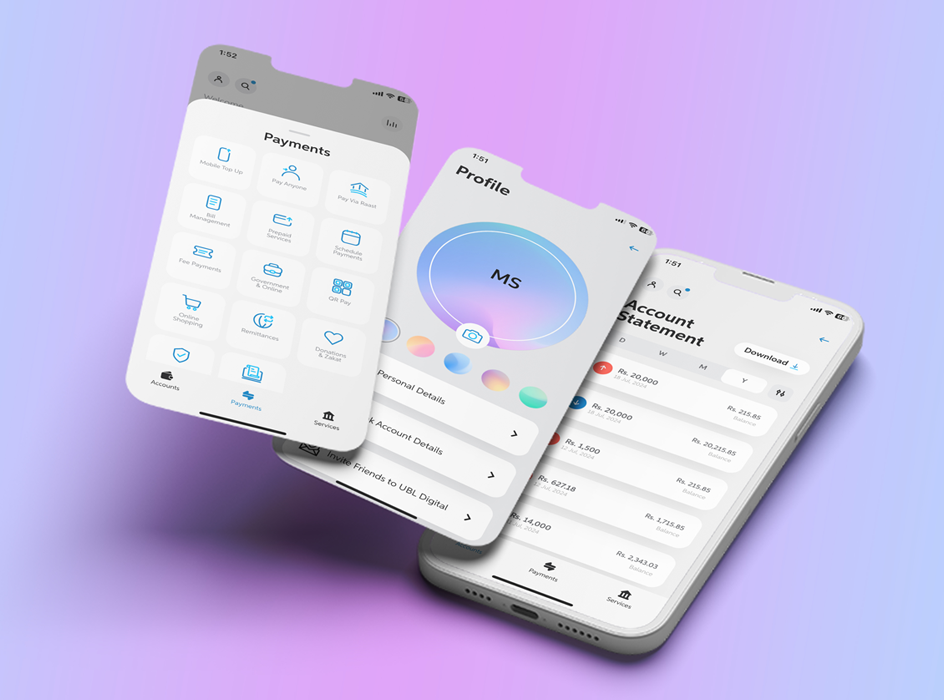 1:52
Welcome
Payments
Mobile Top Up
Pay Anyone
Pay Via Raast
Bill
Management
Prepaid
Services
Schedule
Payments
Fee Payments
Government
& Online
QR Pay
Online
Shopping
Remittances
Donations
& Zakat
Accounts
Payments
Services
1:51
Profile
MS
Personal Details
k Account Details
Invite Friends to UBL Digital
1:51
Account
Statement
Download
D
W
M
Y
Rs. 20,000
Rs. 215.85
Balance
Rs. 20,000
Rs. 20,215.85
Balance
Rs. 1,500
Rs. 215.85
Balance
Rs. 627.18
Rs. 1,715.85
Balance
Rs. 14,000
Rs. 2,343.03
Balance
Payments
Services